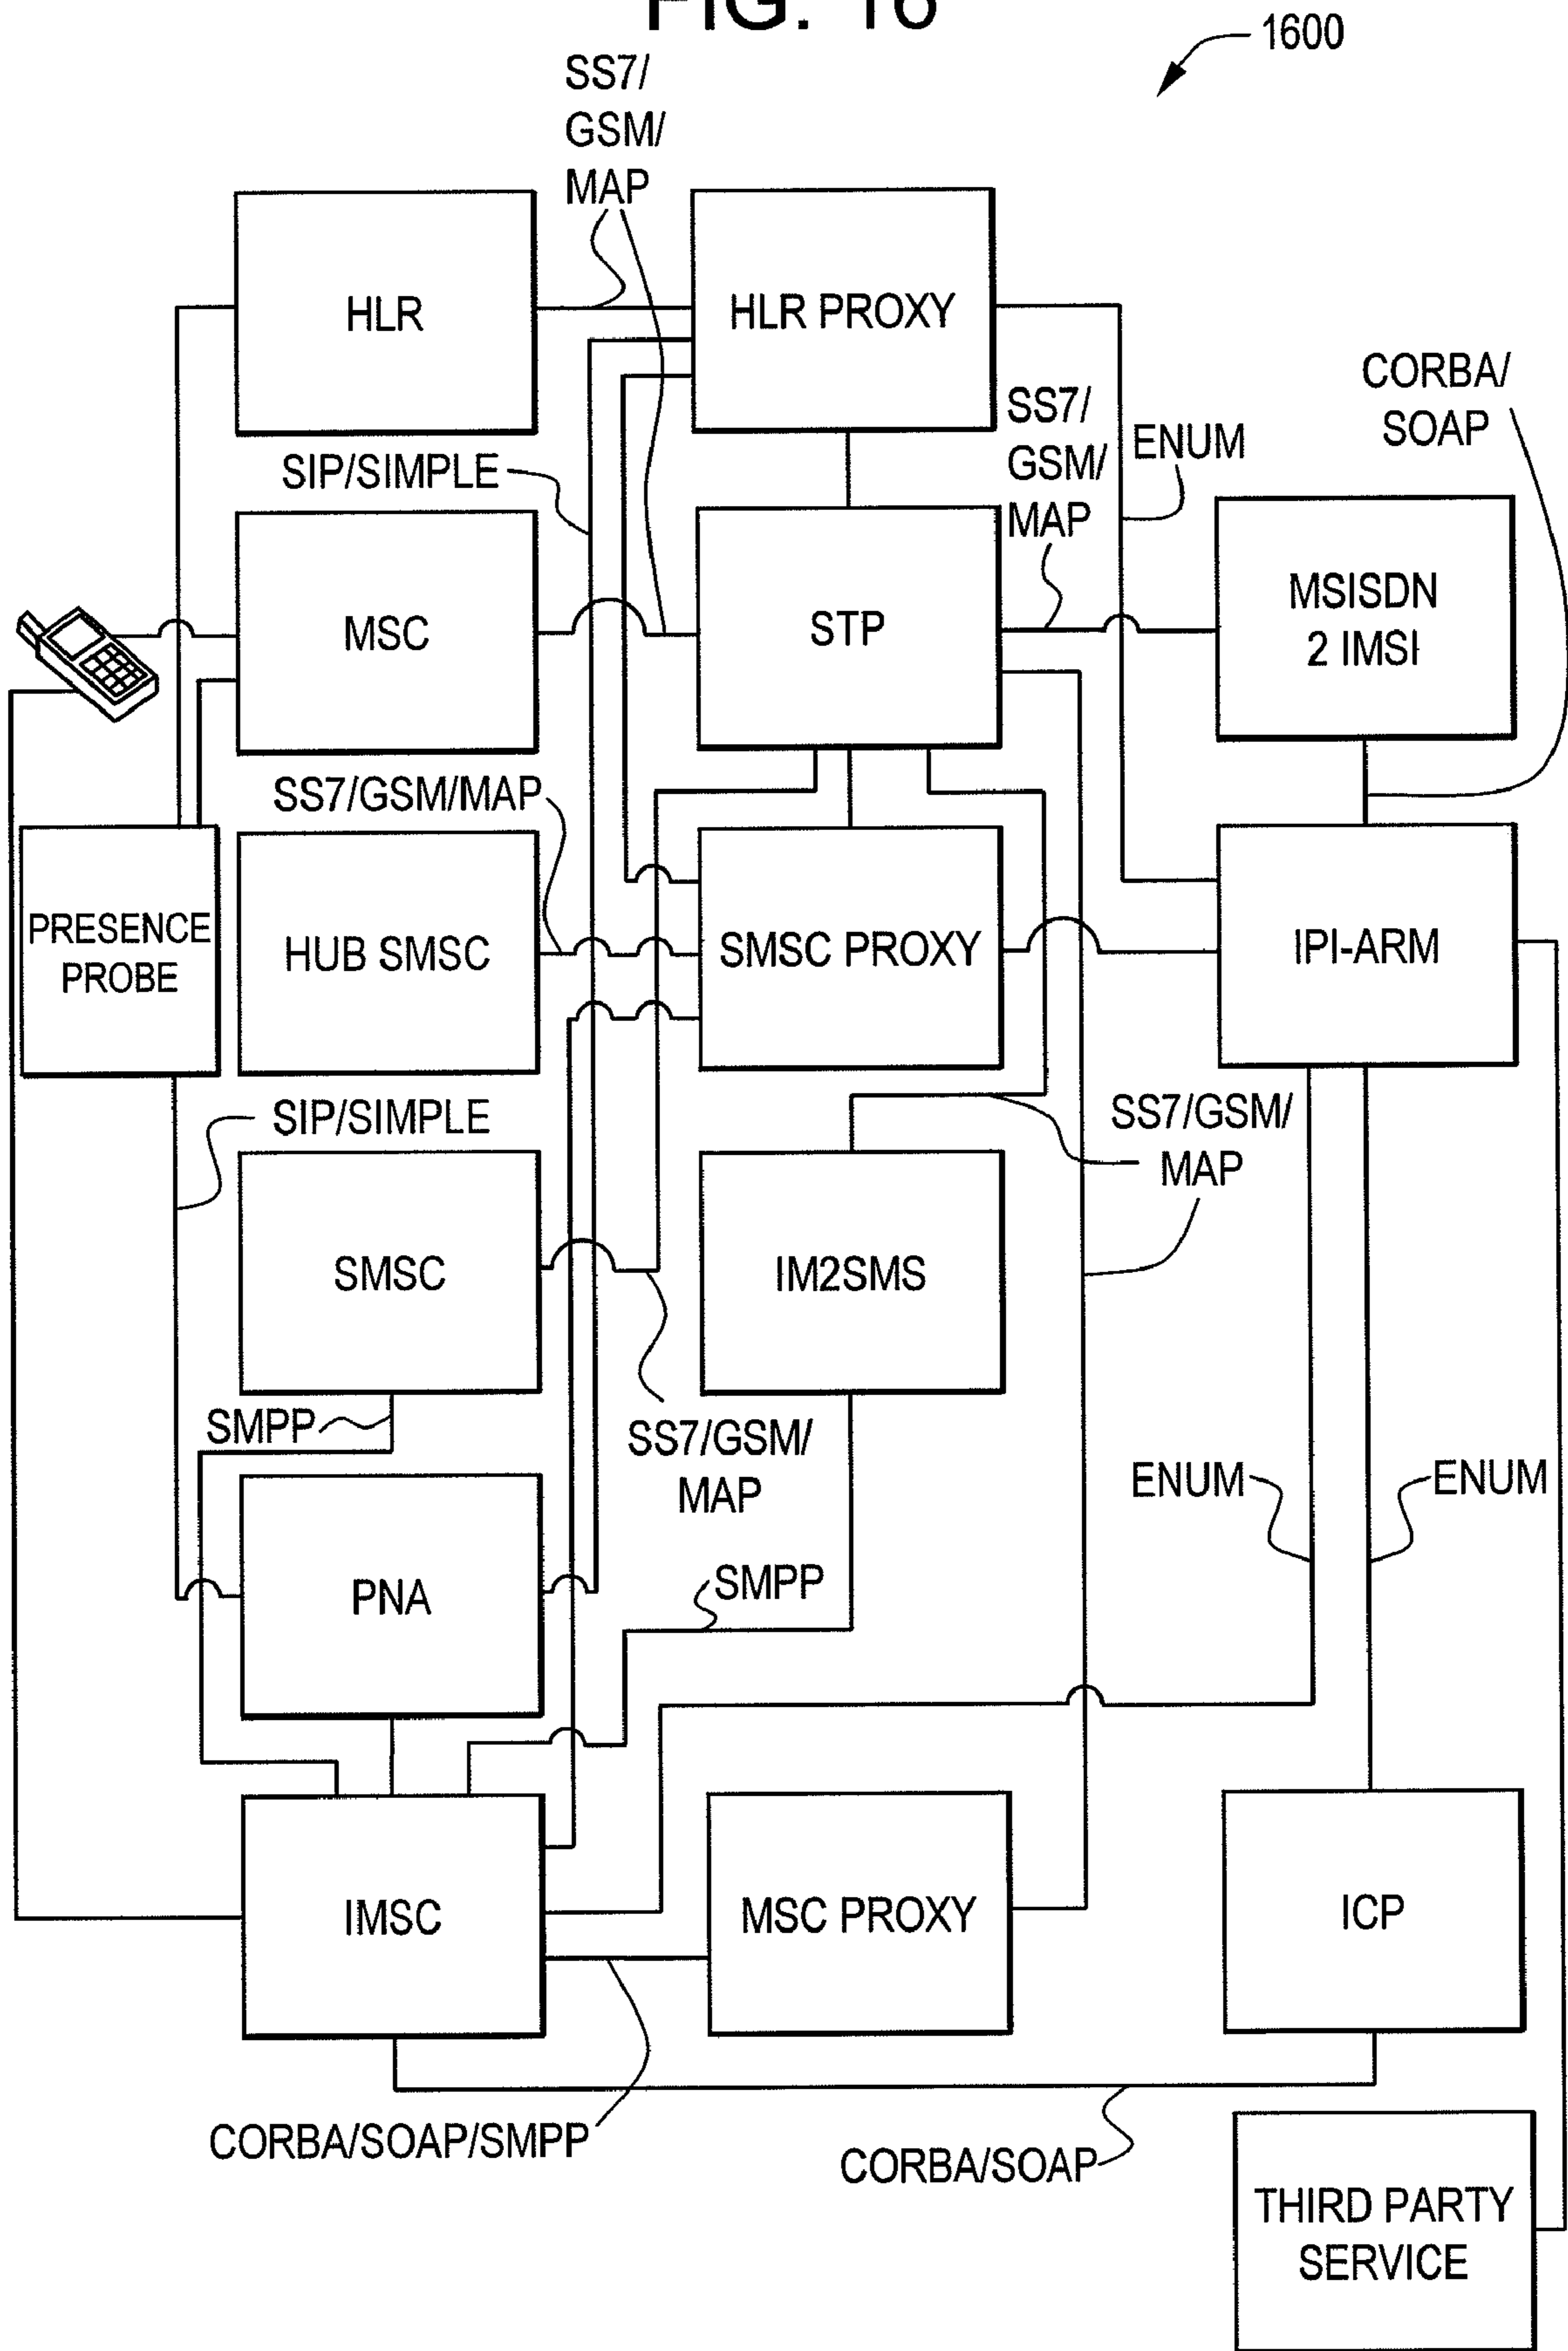 FIG. 16
1600
SS7/
GSM/
MAP
HLR
HLR PROXY
CORBA/
SOAP
SS7/
GSM/
MAP
ENUM
SIP/SIMPLE
MSC
STP
MSISDN
2 IMSI
SS7/GSM/MAP
PRESENCE
PROBE
HUB SMSC
SMSC PROXY
IPI-ARM
SIP/SIMPLE
SS7/GSM/
MAP
SMSC
IM2SMS
SMPP
SS7/GSM/
MAP
ENUM
ENUM
PNA
SMPP
IMSC
MSC PROXY
ICP
CORBA/SOAP/SMPP
CORBA/SOAP
THIRD PARTY
SERVICE